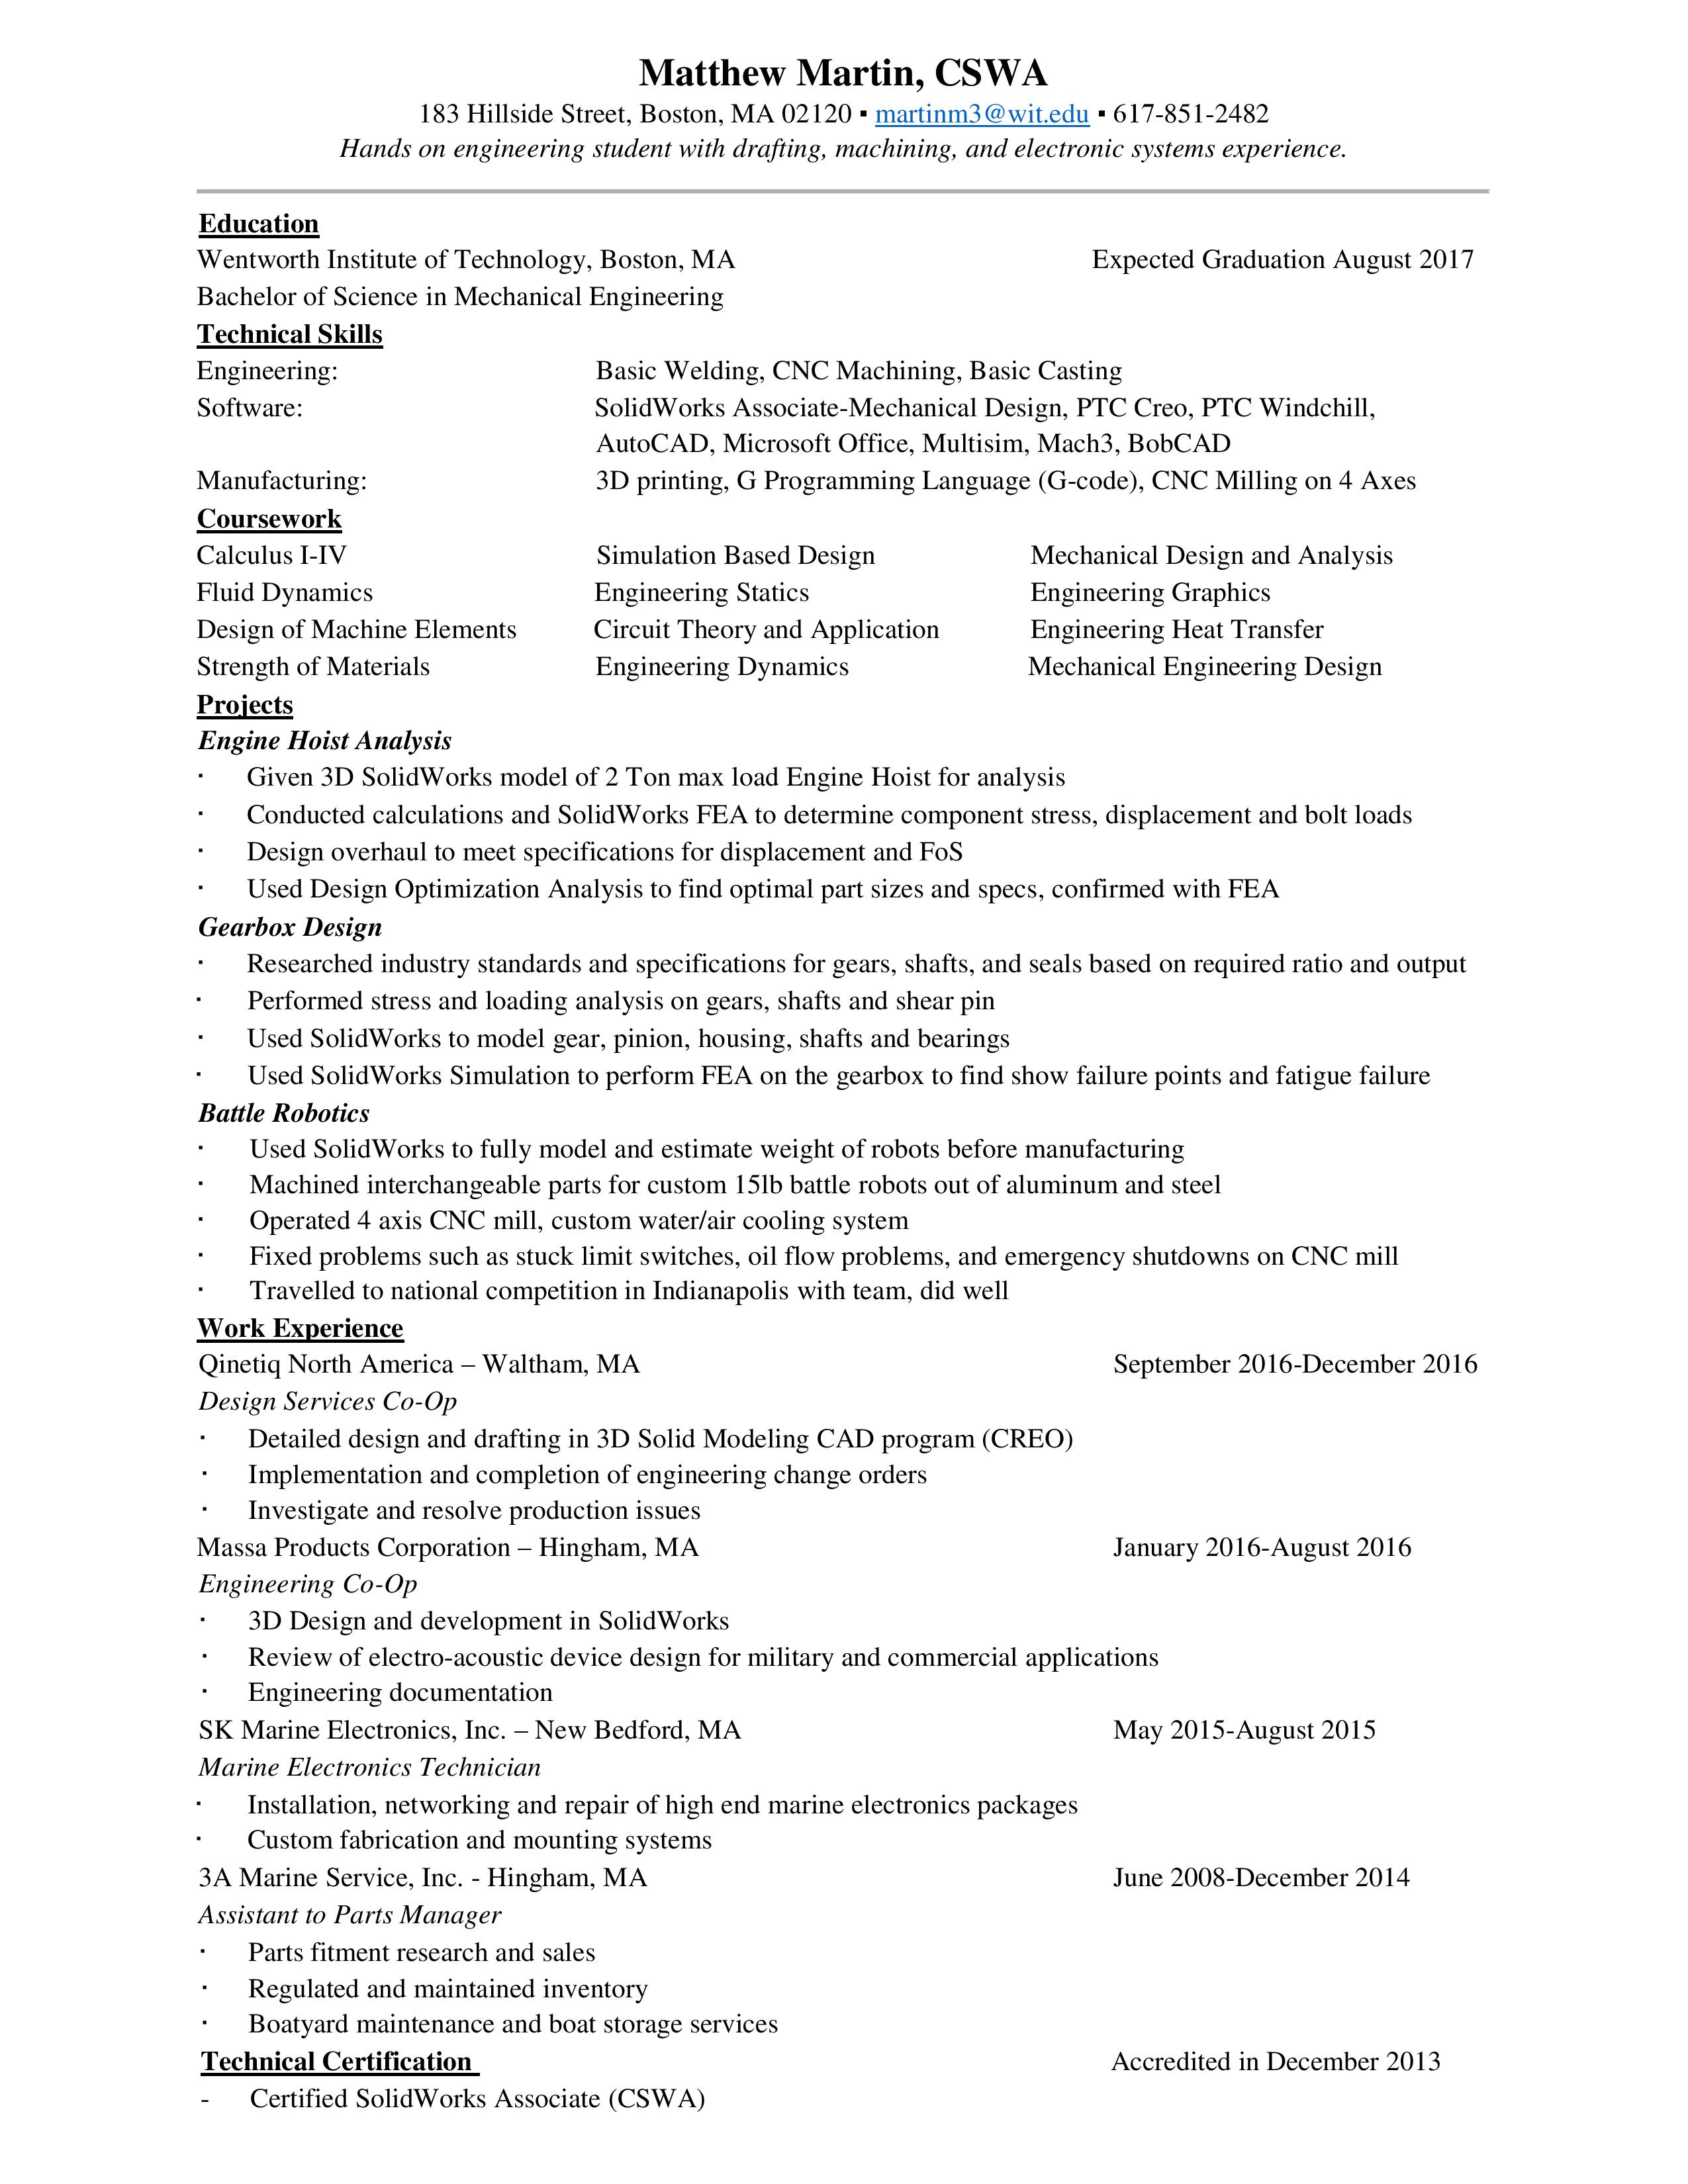 Matthew Martin, CSWA
183 Hillside Street, Boston, MA 02120 ▪ martinm3@wit.edu ▪ 617-851-2482
Hands on engineering student with drafting, machining, and electronic systems experience.
Education
Wentworth Institute of Technology, Boston, MA Expected Graduation August 2017
Bachelor of Science in Mechanical Engineering
Technical Skills
Engineering: Basic Welding, CNC Machining, Basic Casting
Software: SolidWorks Associate-Mechanical Design, PTC Creo, PTC Windchill,
AutoCAD, Microsoft Office, Multisim, Mach3, BobCAD
Manufacturing: 3D printing, G Programming Language (G-code), CNC Milling on 4 Axes
Coursework
Calculus I-IV Simulation Based Design Mechanical Design and Analysis
Fluid Dynamics Engineering Statics Engineering Graphics
Design of Machine Elements Circuit Theory and Application Engineering Heat Transfer
Strength of Materials Engineering Dynamics Mechanical Engineering Design
Projects
Engine Hoist Analysis
▪ Given 3D SolidWorks model of 2 Ton max load Engine Hoist for analysis
▪ Conducted calculations and SolidWorks FEA to determine component stress, displacement and bolt loads
▪ Design overhaul to meet specifications for displacement and FoS
▪ Used Design Optimization Analysis to find optimal part sizes and specs, confirmed with FEA
Gearbox Design
▪ Researched industry standards and specifications for gears, shafts, and seals based on required ratio and output
▪ Performed stress and loading analysis on gears, shafts and shear pin
▪ Used SolidWorks to model gear, pinion, housing, shafts and bearings
▪ Used SolidWorks Simulation to perform FEA on the gearbox to find show failure points and fatigue failure
Battle Robotics
▪ Used SolidWorks to fully model and estimate weight of robots before manufacturing
▪ Machined interchangeable parts for custom 15lb battle robots out of aluminum and steel
▪ Operated 4 axis CNC mill, custom water/air cooling system
▪ Fixed problems such as stuck limit switches, oil flow problems, and emergency shutdowns on CNC mill
▪ Travelled to national competition in Indianapolis with team, did well
Work Experience
Qinetiq North America – Waltham, MA September 2016-December 2016
Design Services Co-Op
▪ Detailed design and drafting in 3D Solid Modeling CAD program (CREO)
▪ Implementation and completion of engineering change orders
▪ Investigate and resolve production issues
Massa Products Corporation – Hingham, MA January 2016-August 2016
Engineering Co-Op
▪ 3D Design and development in SolidWorks
▪ Review of electro-acoustic device design for military and commercial applications
▪ Engineering documentation
SK Marine Electronics, Inc. – New Bedford, MA May 2015-August 2015
Marine Electronics Technician
▪ Installation, networking and repair of high end marine electronics packages
▪ Custom fabrication and mounting systems
3A Marine Service, Inc. - Hingham, MA June 2008-December 2014
Assistant to Parts Manager
▪ Parts fitment research and sales
▪ Regulated and maintained inventory
▪ Boatyard maintenance and boat storage services
Technical Certification Accredited in December 2013
- Certified SolidWorks Associate (CSWA)